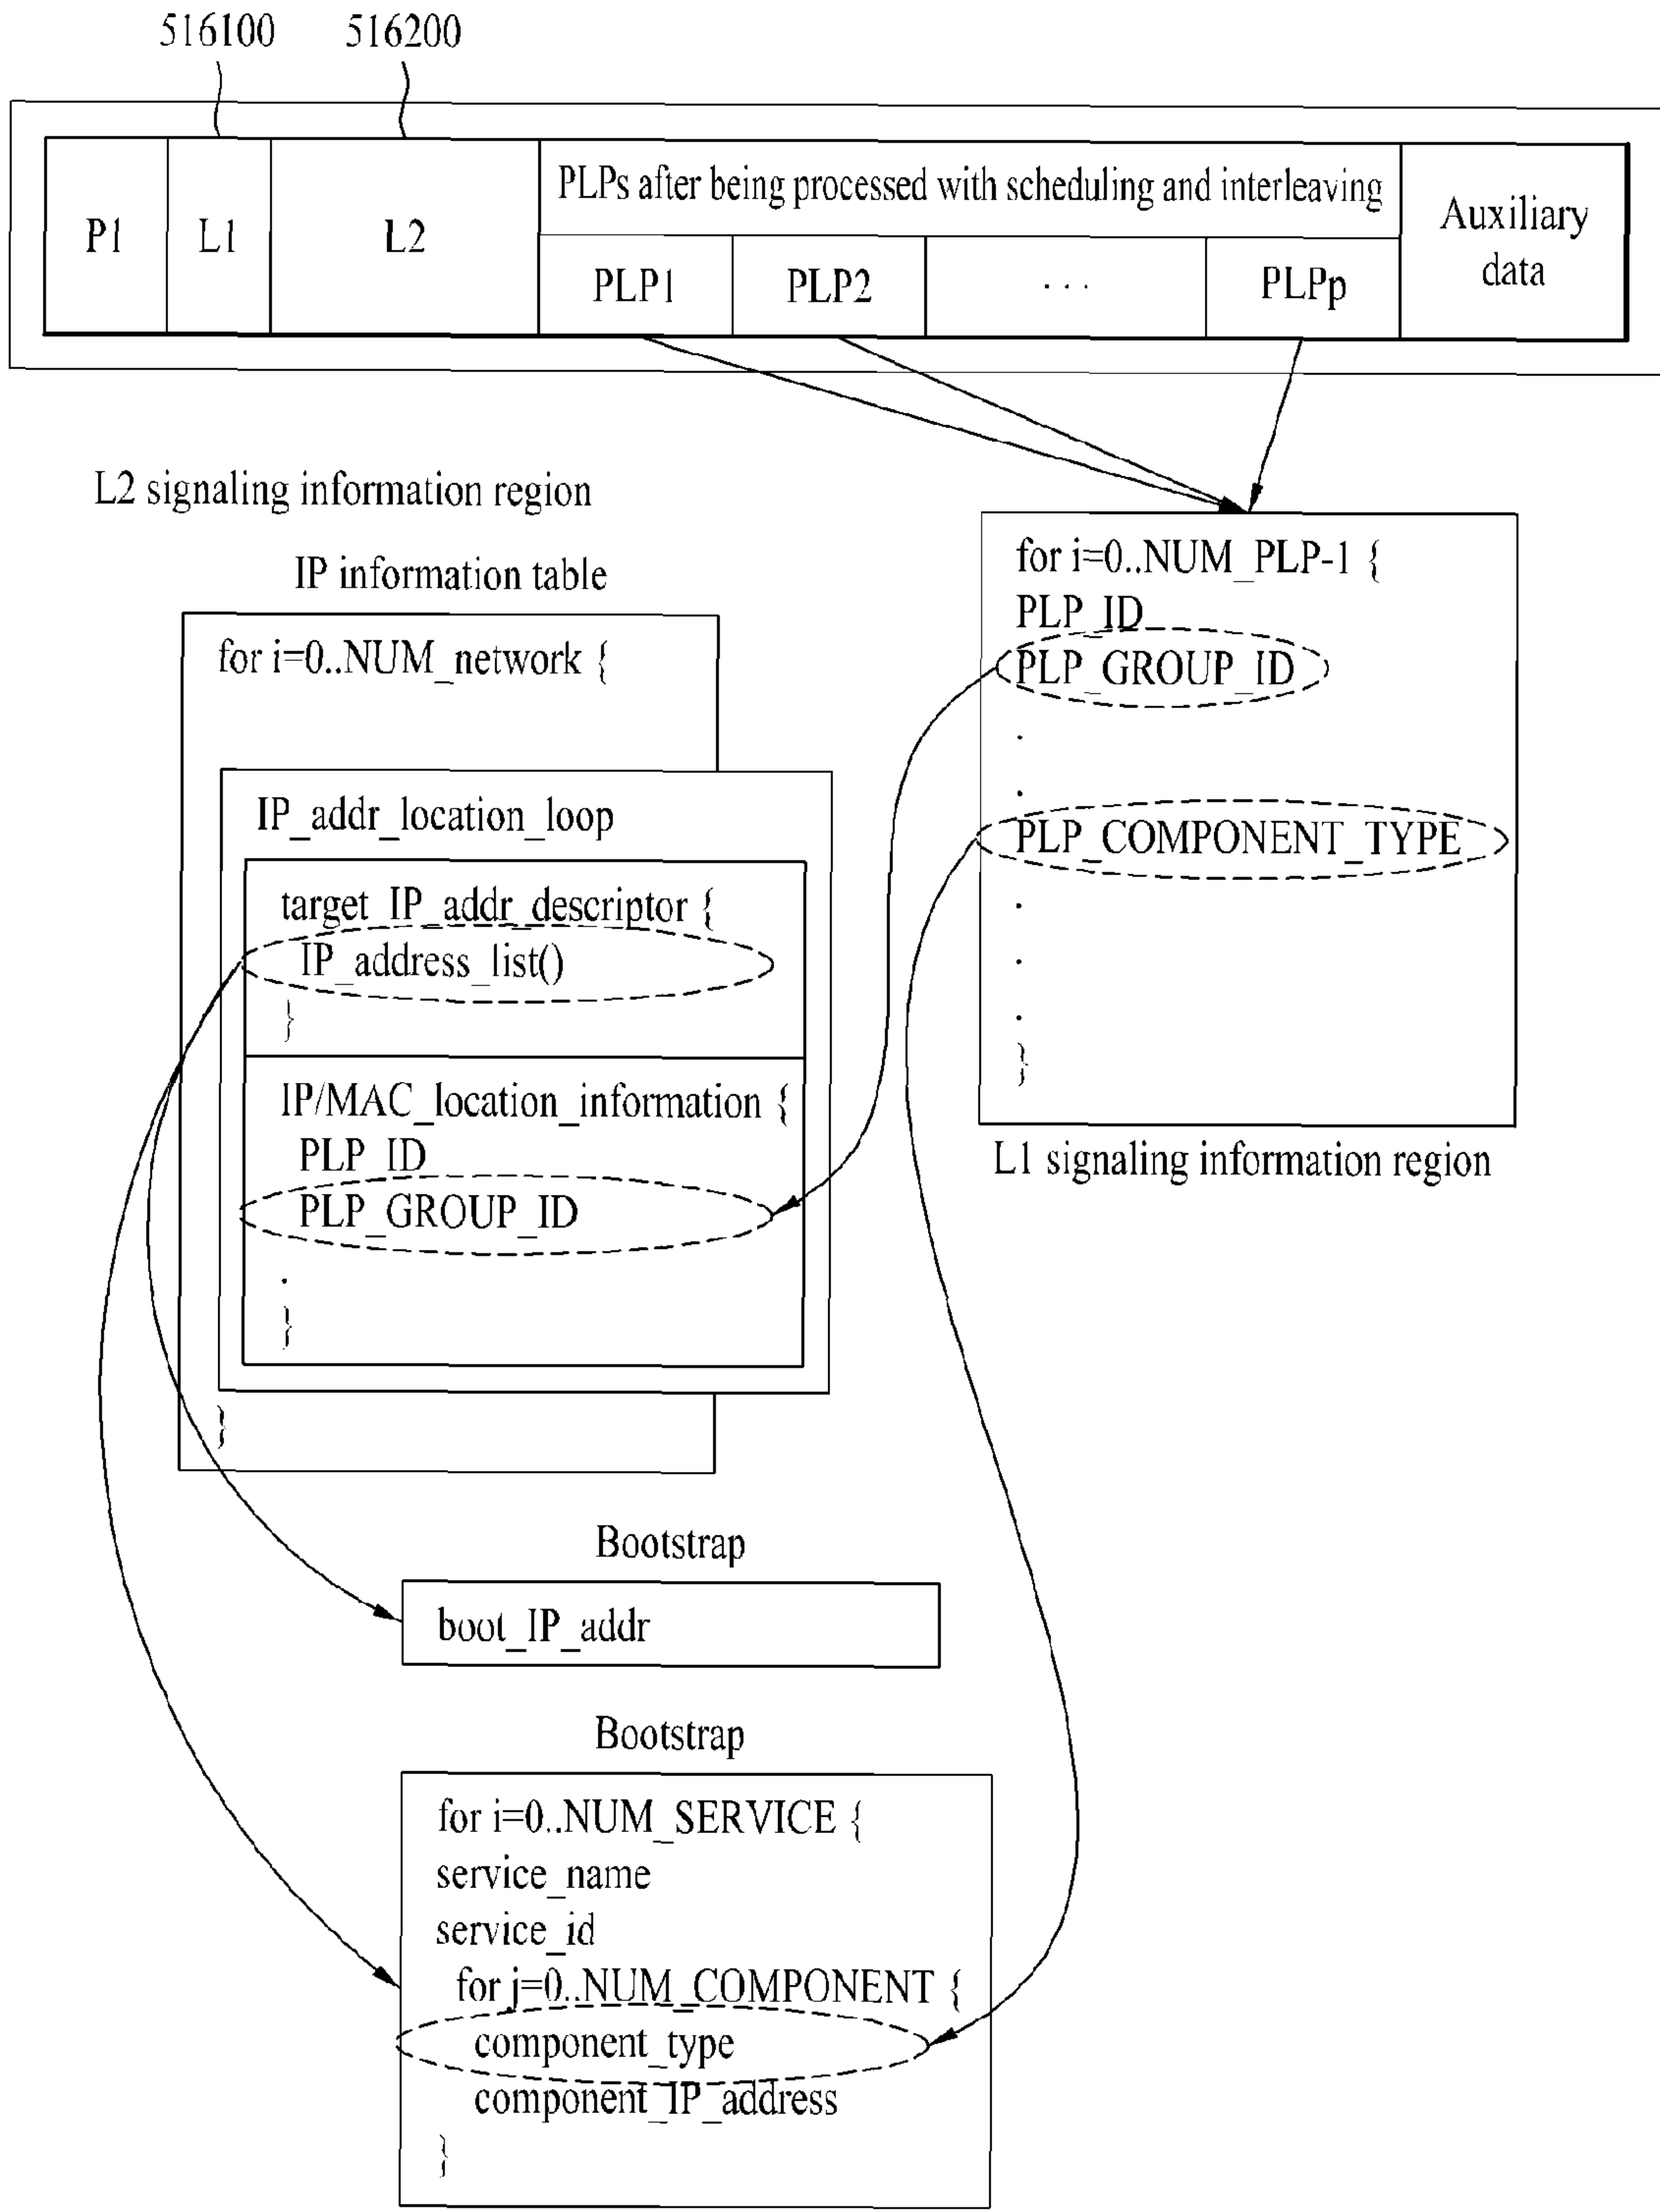 516100 516200
P1 L1 L2 PLPs after being processed with scheduling and interleaving Auxiliary data
PLP1 PLP2 ... PLPp
L2 signaling information region
IP information table
for i=0..NUM_network {
IP_addr_location_loop
target_IP_addr_descriptor {
IP_address_list()
}
IP/MAC_location_information {
PLP_ID
PLP_GROUP_ID
.
}
}
for i=0..NUM_PLP-1 {
PLP_ID
PLP_GROUP_ID
.
.
PLP_COMPONENT_TYPE
.
.
.
}
L1 signaling information region
Bootstrap
boot_IP_addr
Bootstrap
for i=0..NUM_SERVICE {
service_name
service_id
for j=0..NUM_COMPONENT {
component_type
component_IP_address
}